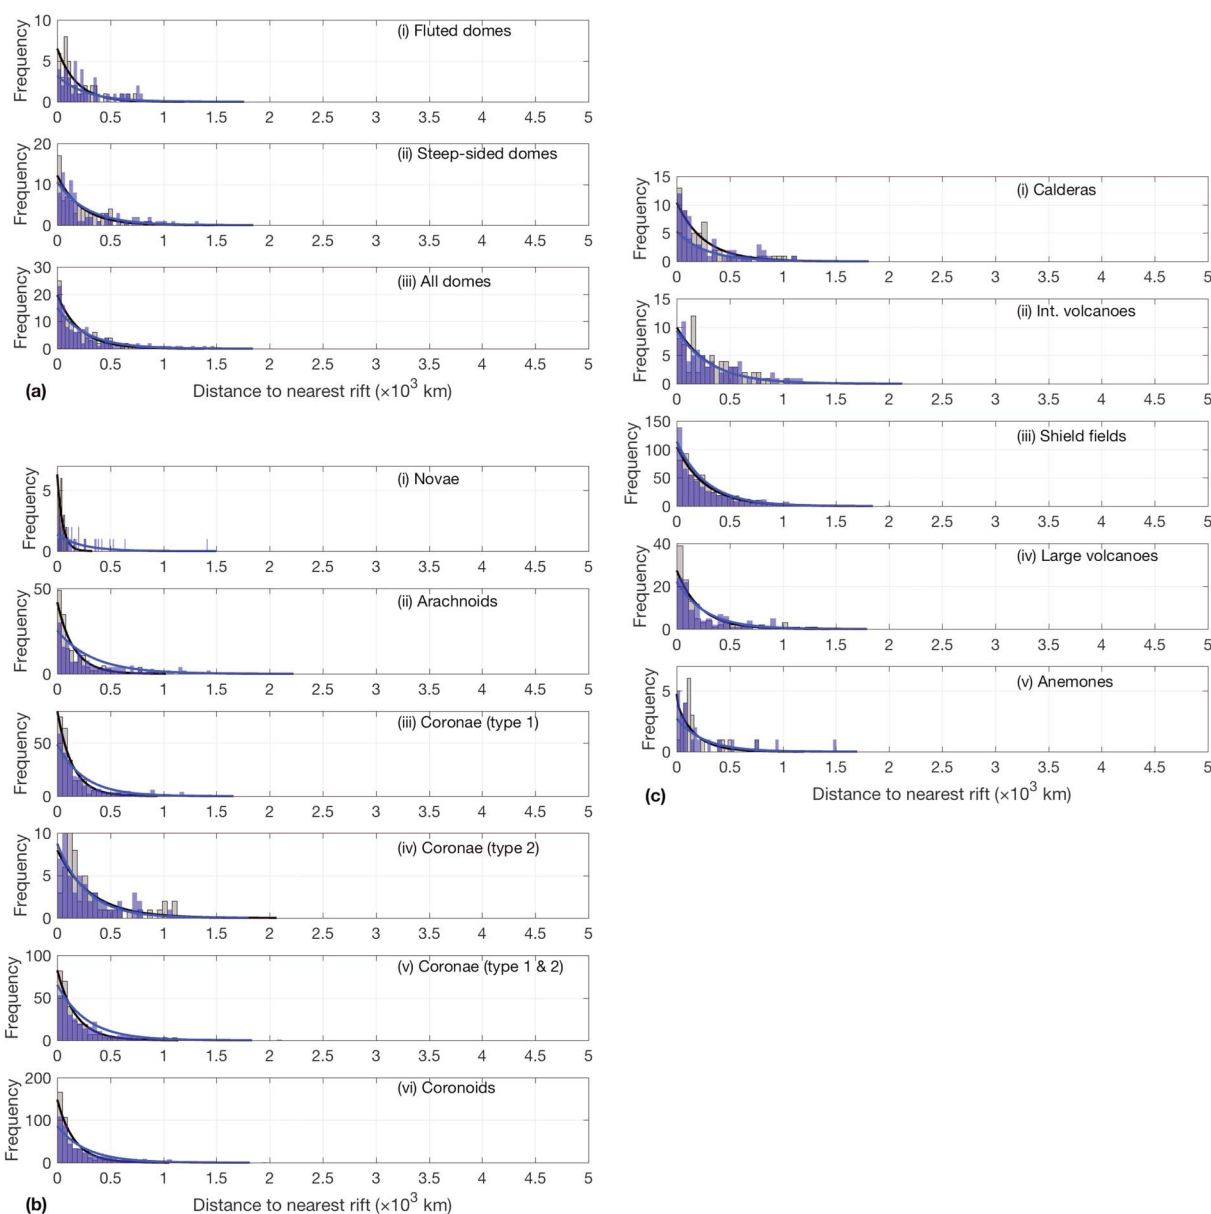 (i) Fluted domes
Frequency
10
5
0
0 0.5 1 1.5 2 2.5 3 3.5 4 4.5 5
(ii) Steep-sided domes
Frequency
20
10
0
0 0.5 1 1.5 2 2.5 3 3.5 4 4.5 5
(iii) All domes
Frequency
30
20
10
0
0 0.5 1 1.5 2 2.5 3 3.5 4 4.5 5
(a) Distance to nearest rift (×10³ km)
(i) Novae
Frequency
5
0
0 0.5 1 1.5 2 2.5 3 3.5 4 4.5 5
(ii) Arachnoids
Frequency
50
0
0 0.5 1 1.5 2 2.5 3 3.5 4 4.5 5
(iii) Coronae (type 1)
Frequency
50
0
0 0.5 1 1.5 2 2.5 3 3.5 4 4.5 5
(iv) Coronae (type 2)
Frequency
10
5
0
0 0.5 1 1.5 2 2.5 3 3.5 4 4.5 5
(v) Coronae (type 1 & 2)
Frequency
100
50
0
0 0.5 1 1.5 2 2.5 3 3.5 4 4.5 5
(vi) Coronoids
Frequency
200
100
0
0 0.5 1 1.5 2 2.5 3 3.5 4 4.5 5
(b) Distance to nearest rift (×10³ km)
(i) Calderas
Frequency
15
10
5
0
0 0.5 1 1.5 2 2.5 3 3.5 4 4.5 5
(ii) Int. volcanoes
Frequency
15
10
5
0
0 0.5 1 1.5 2 2.5 3 3.5 4 4.5 5
(iii) Shield fields
Frequency
150
100
50
0
0 0.5 1 1.5 2 2.5 3 3.5 4 4.5 5
(iv) Large volcanoes
Frequency
40
20
0
0 0.5 1 1.5 2 2.5 3 3.5 4 4.5 5
(v) Anemones
Frequency
5
0
0 0.5 1 1.5 2 2.5 3 3.5 4 4.5 5
(c) Distance to nearest rift (×10³ km)